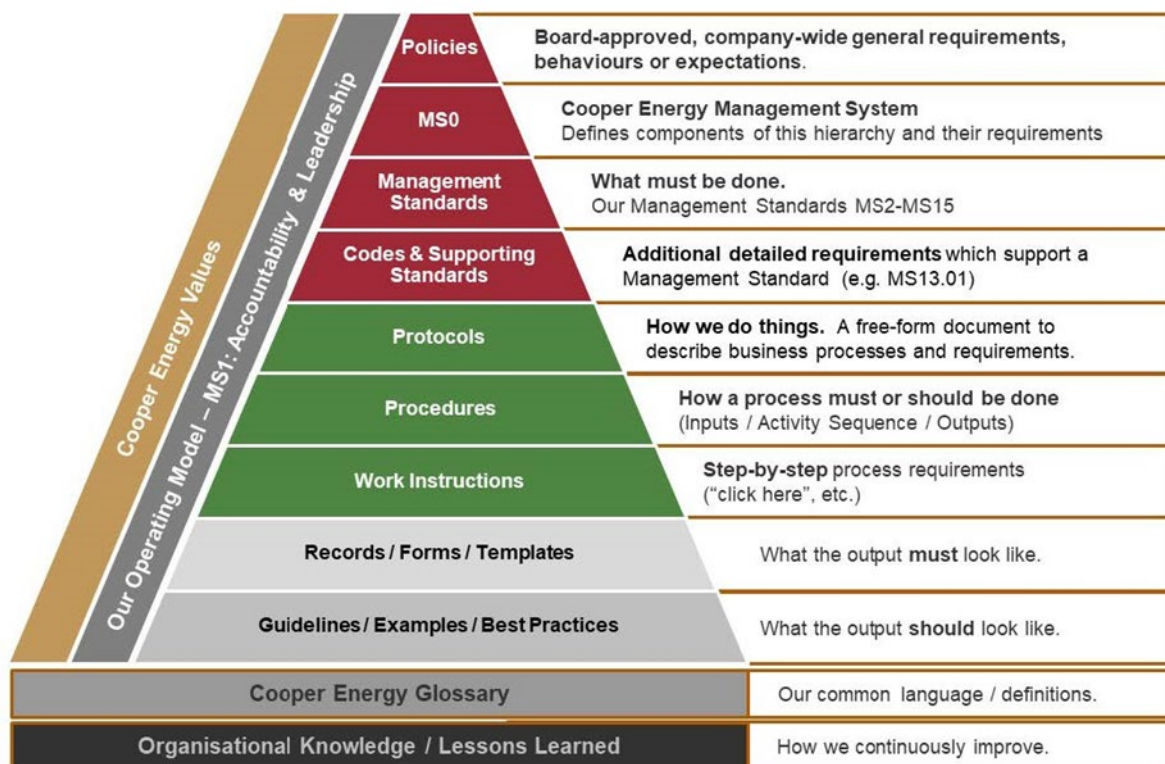 Cooper Energy Values
Our Operating Model – MS1: Accountability & Leadership
Policies
Board-approved, company-wide general requirements,
behaviours or expectations.
MS0
Cooper Energy Management System
Defines components of this hierarchy and their requirements
Management
Standards
What must be done.
Our Management Standards MS2-MS15
Codes & Supporting
Standards
Additional detailed requirements which support a
Management Standard (e.g. MS13.01)
Protocols
How we do things. A free-form document to
describe business processes and requirements.
Procedures
How a process must or should be done
(Inputs / Activity Sequence / Outputs)
Work Instructions
Step-by-step process requirements
(“click here”, etc.)
Records / Forms / Templates
What the output must look like.
Guidelines / Examples / Best Practices
What the output should look like.
Cooper Energy Glossary
Our common language / definitions.
Organisational Knowledge / Lessons Learned
How we continuously improve.